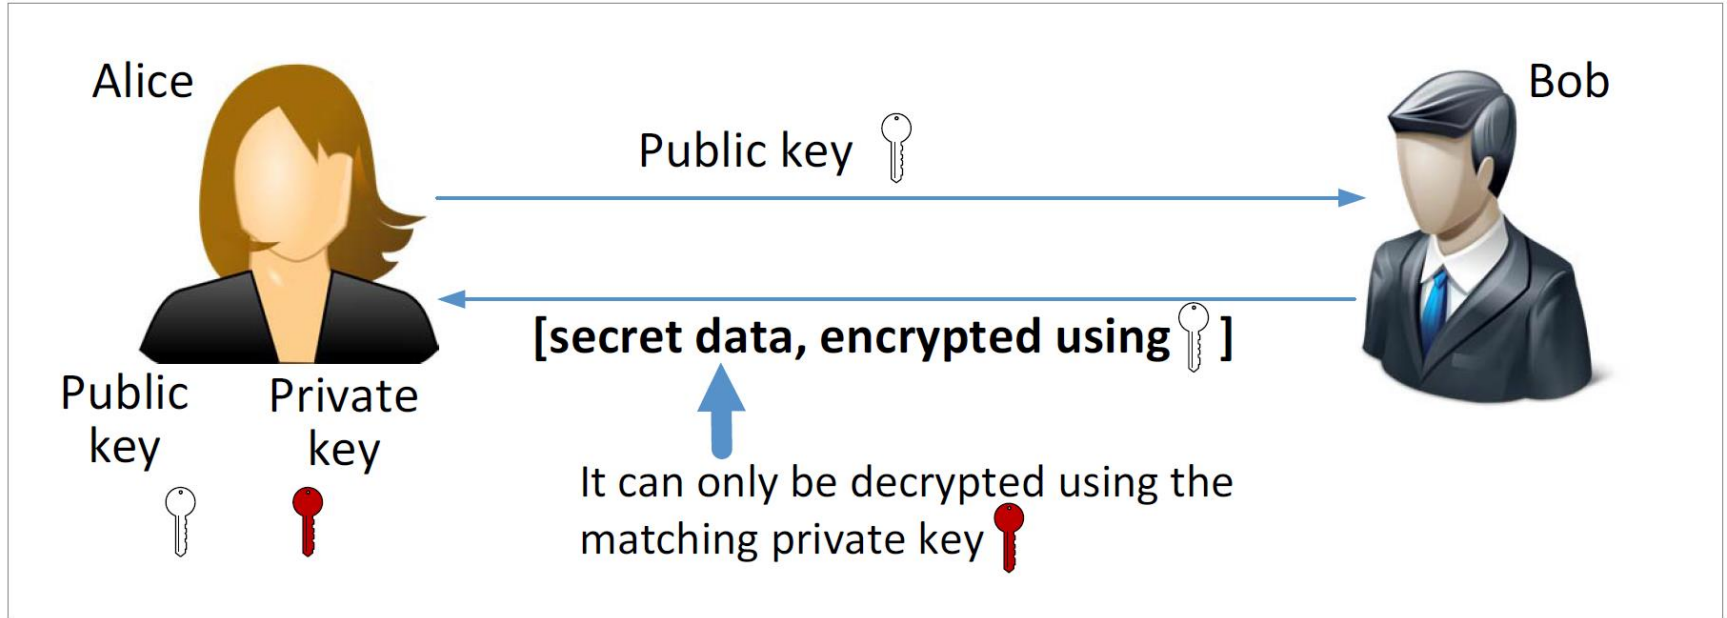 Alice
Bob
Public key
[secret data, encrypted using ]
Public
key
Private
key
It can only be decrypted using the
matching private key